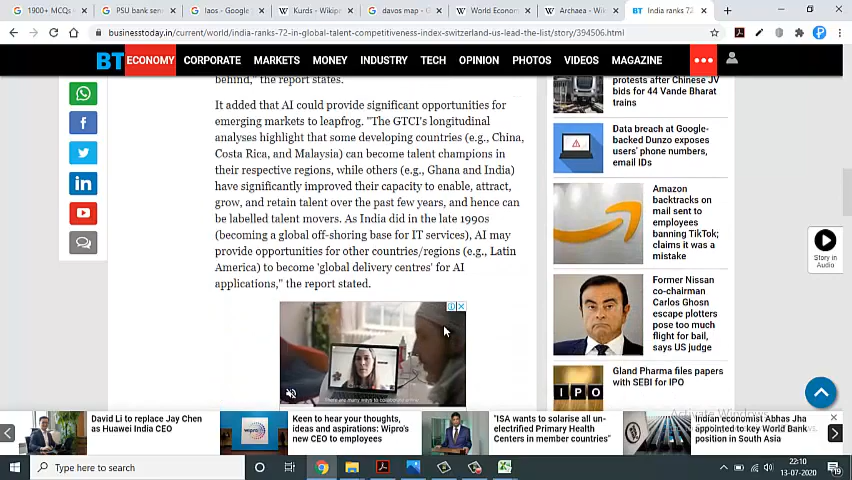 1900+ MCQs
PSU bank sene
laos - Google
Kurds - Wikipe
davos map - G
World Econom
Archaea - Wik
India ranks 72
businesstoday.in/current/world/india-ranks-72-in-global-talent-competitiveness-index-switzerland-us-lead-the-list/story/394506.html
BT ECONOMY CORPORATE MARKETS MONEY INDUSTRY TECH OPINION PHOTOS VIDEOS MAGAZINE
behind," the report states.
It added that AI could provide significant opportunities for
emerging markets to leapfrog. "The GTCI's longitudinal
analyses highlight that some developing countries (e.g., China,
Costa Rica, and Malaysia) can become talent champions in
their respective regions, while others (e.g., Ghana and India)
have significantly improved their capacity to enable, attract,
grow, and retain talent over the past few years, and hence can
be labelled talent movers. As India did in the late 1990s
(becoming a global off-shoring base for IT services), AI may
provide opportunities for other countries/regions (e.g., Latin
America) to become 'global delivery centres' for AI
applications," the report stated.
There are many ways to collaborate online
protests after Chinese JV
bids for 44 Vande Bharat
trains
Data breach at Google-
backed Dunzo exposes
users' phone numbers,
email IDs
Amazon
backtracks on
mail sent to
employees
banning TikTok;
claims it was a
mistake
Former Nissan
co-chairman
Carlos Ghosn
escape plotters
pose too much
flight for bail,
says US judge
IPO
Gland Pharma files papers
with SEBI for IPO
Story in
Audio
Activate Windows
David Li to replace Jay Chen
as Huawei India CEO
wipro
Keen to hear your thoughts,
ideas and aspirations: Wipro's
new CEO to employees
"ISA wants to solarise all un-
electrified Primary Health
Centers in member countries"
Indian economist Abhas Jha
appointed to key World Bank
position in South Asia
Type here to search
22:10
13-07-2020
19